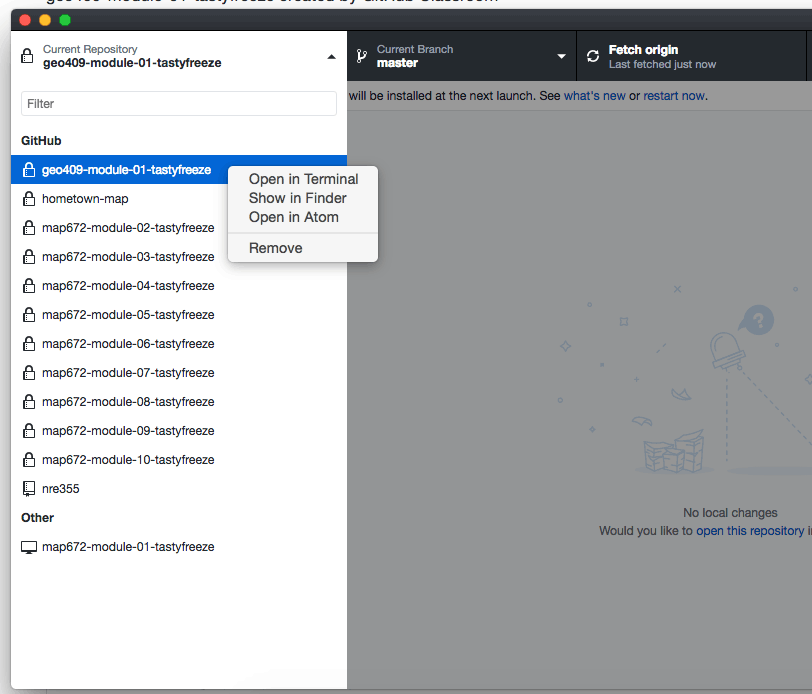 geo409-module-01-tastyfreeze created by GitHub Classroom
Current Repository
geo409-module-01-tastyfreeze
Current Branch
master
Fetch origin
Last fetched just now
Filter
will be installed at the next launch. See what's new or restart now.
GitHub
geo409-module-01-tastyfreeze
Open in Terminal
Show in Finder
Open in Atom
Remove
hometown-map
map672-module-02-tastyfreeze
map672-module-03-tastyfreeze
map672-module-04-tastyfreeze
map672-module-05-tastyfreeze
map672-module-06-tastyfreeze
map672-module-07-tastyfreeze
map672-module-08-tastyfreeze
map672-module-09-tastyfreeze
map672-module-10-tastyfreeze
nre355
Other
map672-module-01-tastyfreeze
?
No local changes
Would you like to open this repository i